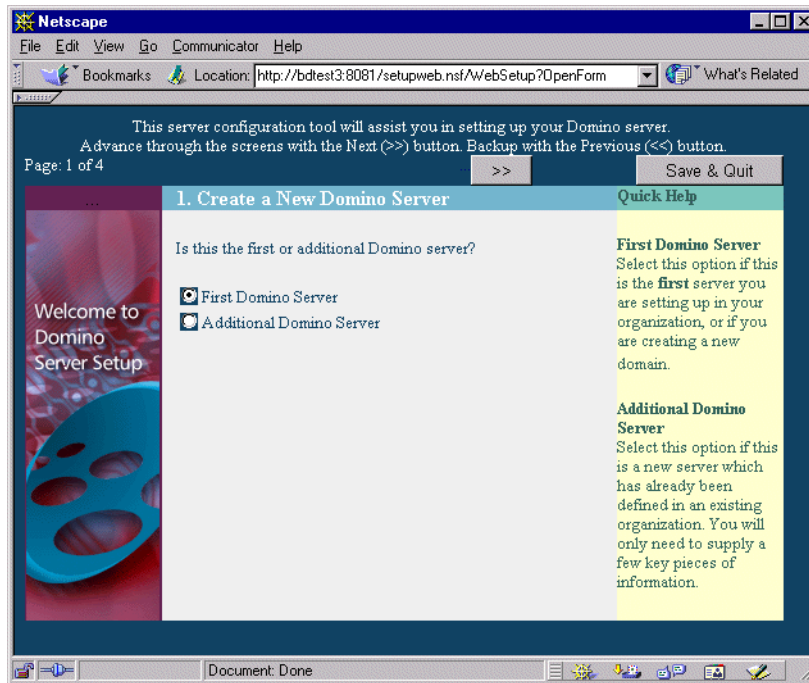 Netscape
File Edit View Go Communicator Help
Bookmarks Location: http://bdtest3:8081/setupweb.nsf/WebSetup?OpenForm What's Related
This server configuration tool will assist you in setting up your Domino server.
Advance through the screens with the Next (>>) button. Backup with the Previous (<<) button.
Page: 1 of 4 ... >> Save & Quit
...
1. Create a New Domino Server
Is this the first or additional Domino server?
First Domino Server
Additional Domino Server
Welcome to
Domino
Server Setup
Quick Help
First Domino Server
Select this option if this
is the first server you
are setting up in your
organization, or if you
are creating a new
domain.
Additional Domino
Server
Select this option if this
is a new server which
has already been
defined in an existing
organization. You will
only need to supply a
few key pieces of
information.
Document: Done